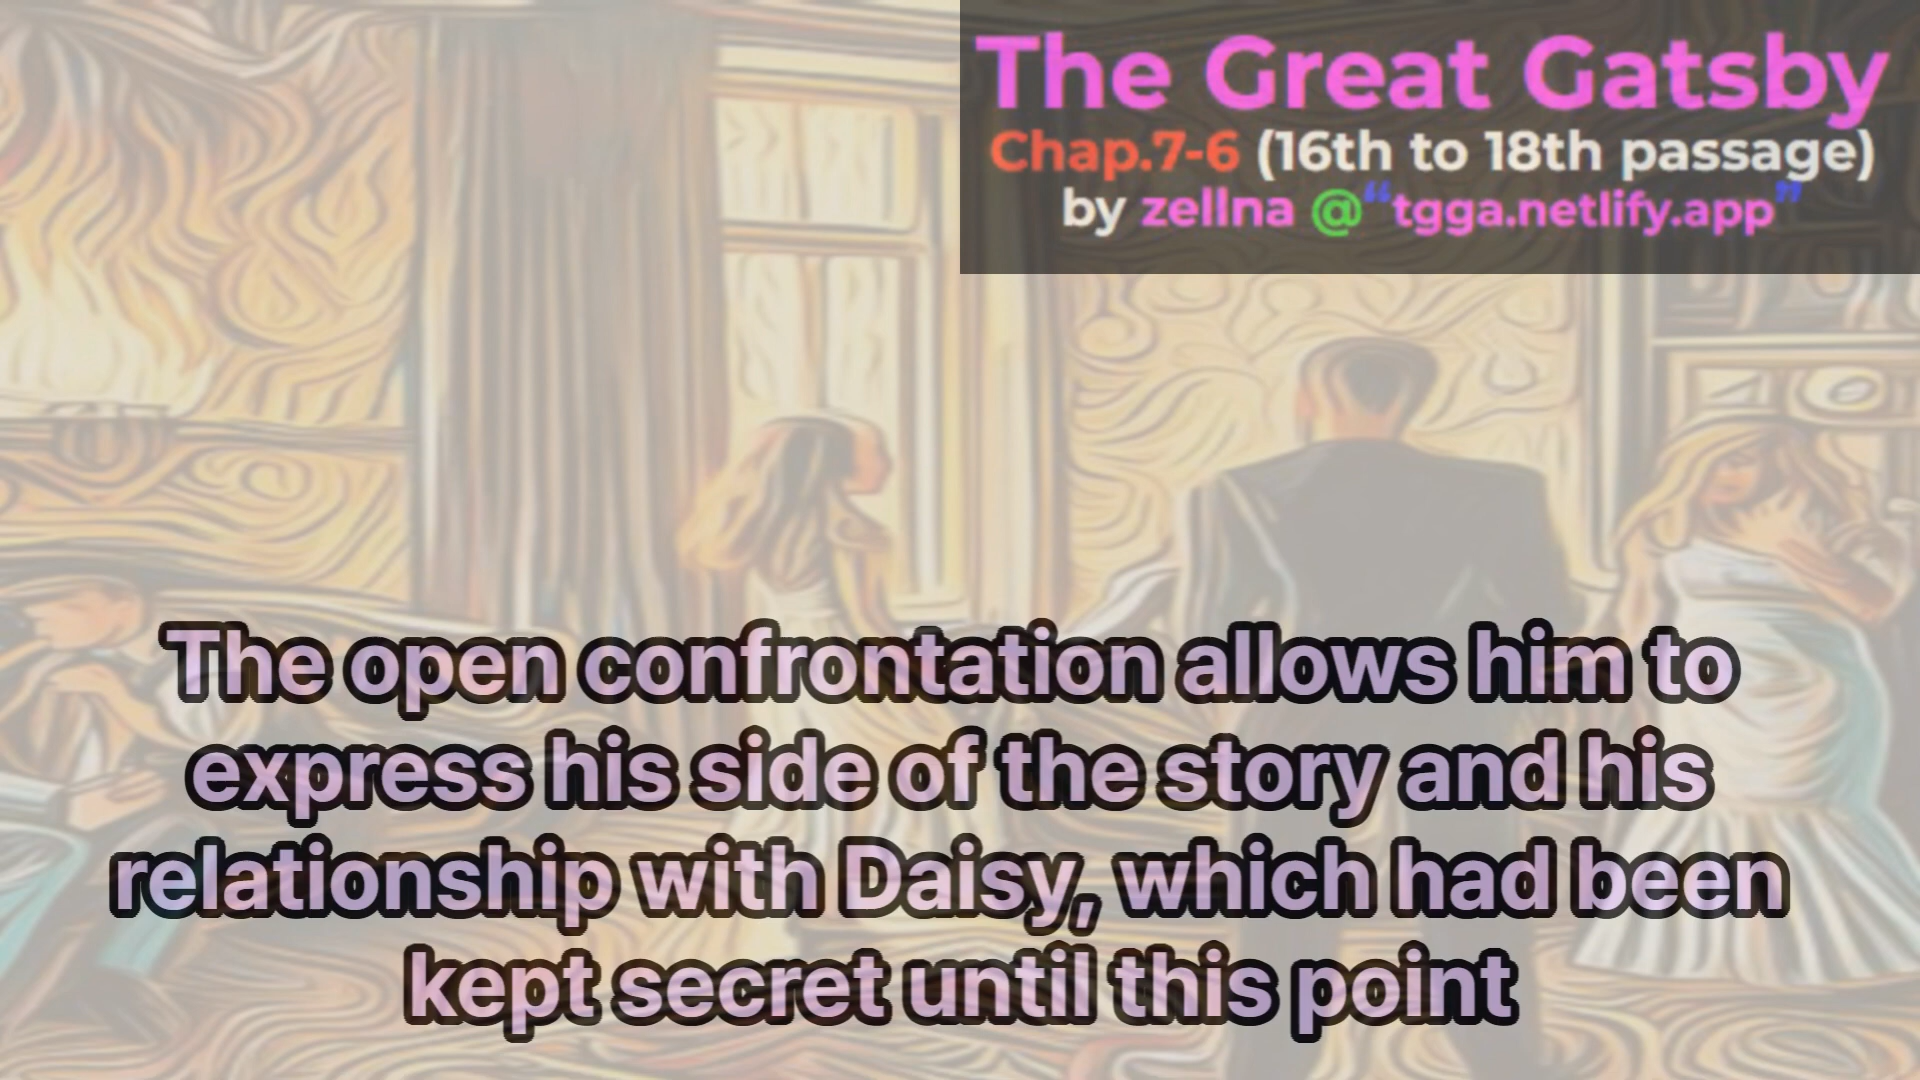 The Great Gatsby
Chap.7-6 (16th to 18th passage)
by zellna @“tgga.netlify.app”
The open confrontation allows him to
express his side of the story and his
relationship with Daisy, which had been
kept secret until this point